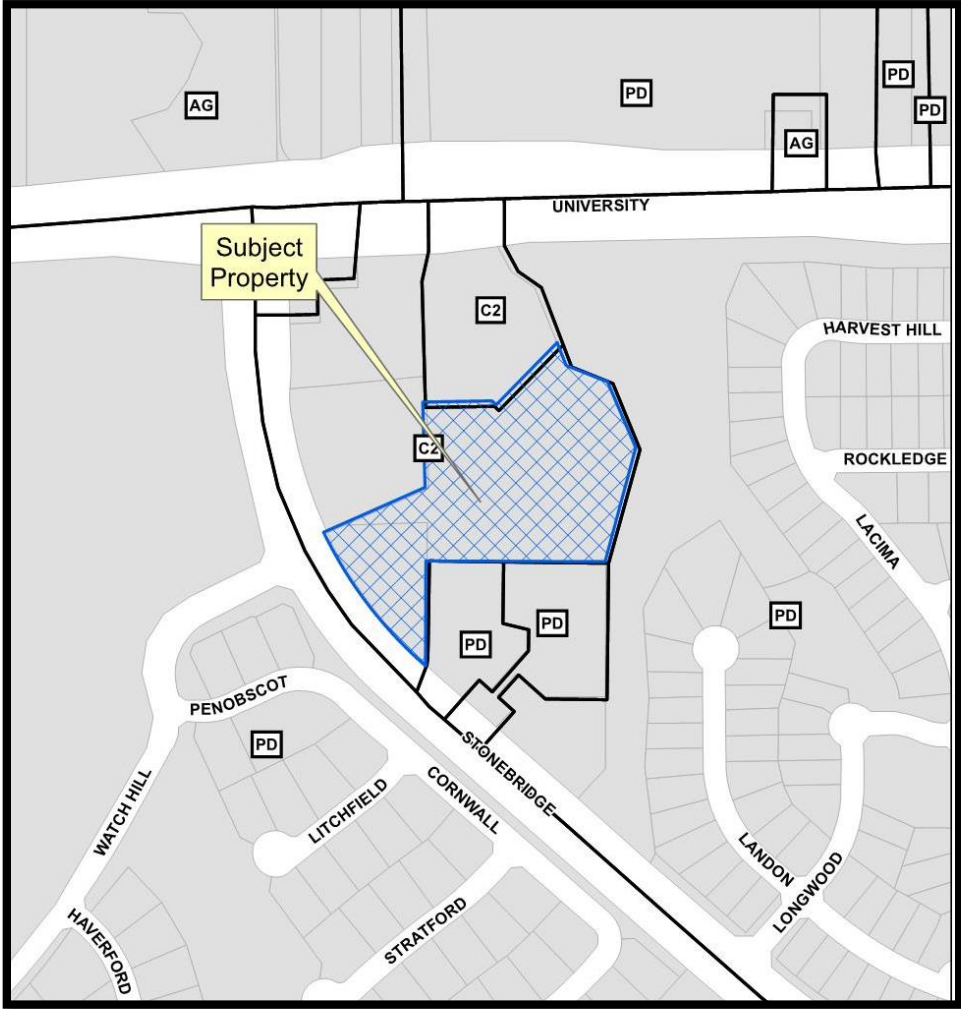 PD
PD
AG
PD
PD
AG
UNIVERSITY
Subject
Property
C2
HARVEST HILL
C2
ROCKLEDGE
LACIMA
PD
PD
PD
PENOBSCOT
PD
STONEBRIDGE
CORNWALL
LITCHFIELD
WATCH HILL
LANDON
LONGWOOD
STRATFORD
HAVERFORD